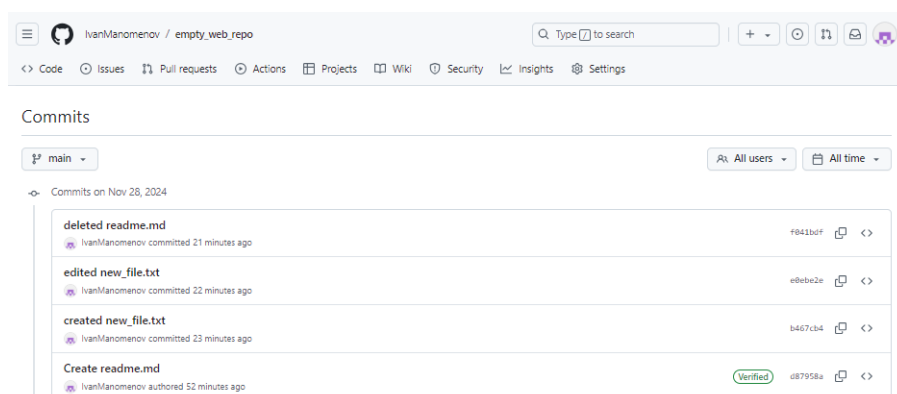 IvanManomenov / empty_web_repo
Type / to search
Code Issues Pull requests Actions Projects Wiki Security Insights Settings
Commits
main All users All time
Commits on Nov 28, 2024
deleted readme.md
IvanManomenov committed 21 minutes ago
f041bdf
edited new_file.txt
IvanManomenov committed 22 minutes ago
e0ebe2e
created new_file.txt
IvanManomenov committed 23 minutes ago
b467cb4
Create readme.md
IvanManomenov authored 52 minutes ago
Verified d87958a